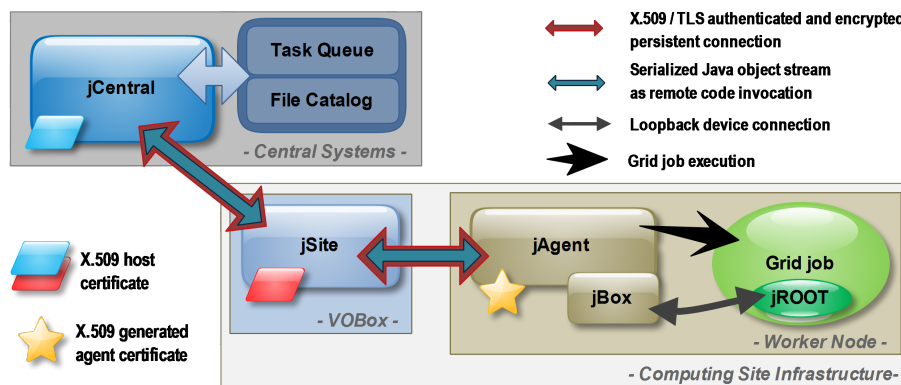 jCentral
Task Queue
File Catalog
- Central Systems -
X.509 / TLS authenticated and encrypted
persistent connection
Serialized Java object stream
as remote code invocation
Loopback device connection
Grid job execution
jSite
- VOBox -
jAgent
jBox
Grid job
jROOT
- Worker Node -
- Computing Site Infrastructure-
X.509 host
certificate
X.509 generated
agent certificate